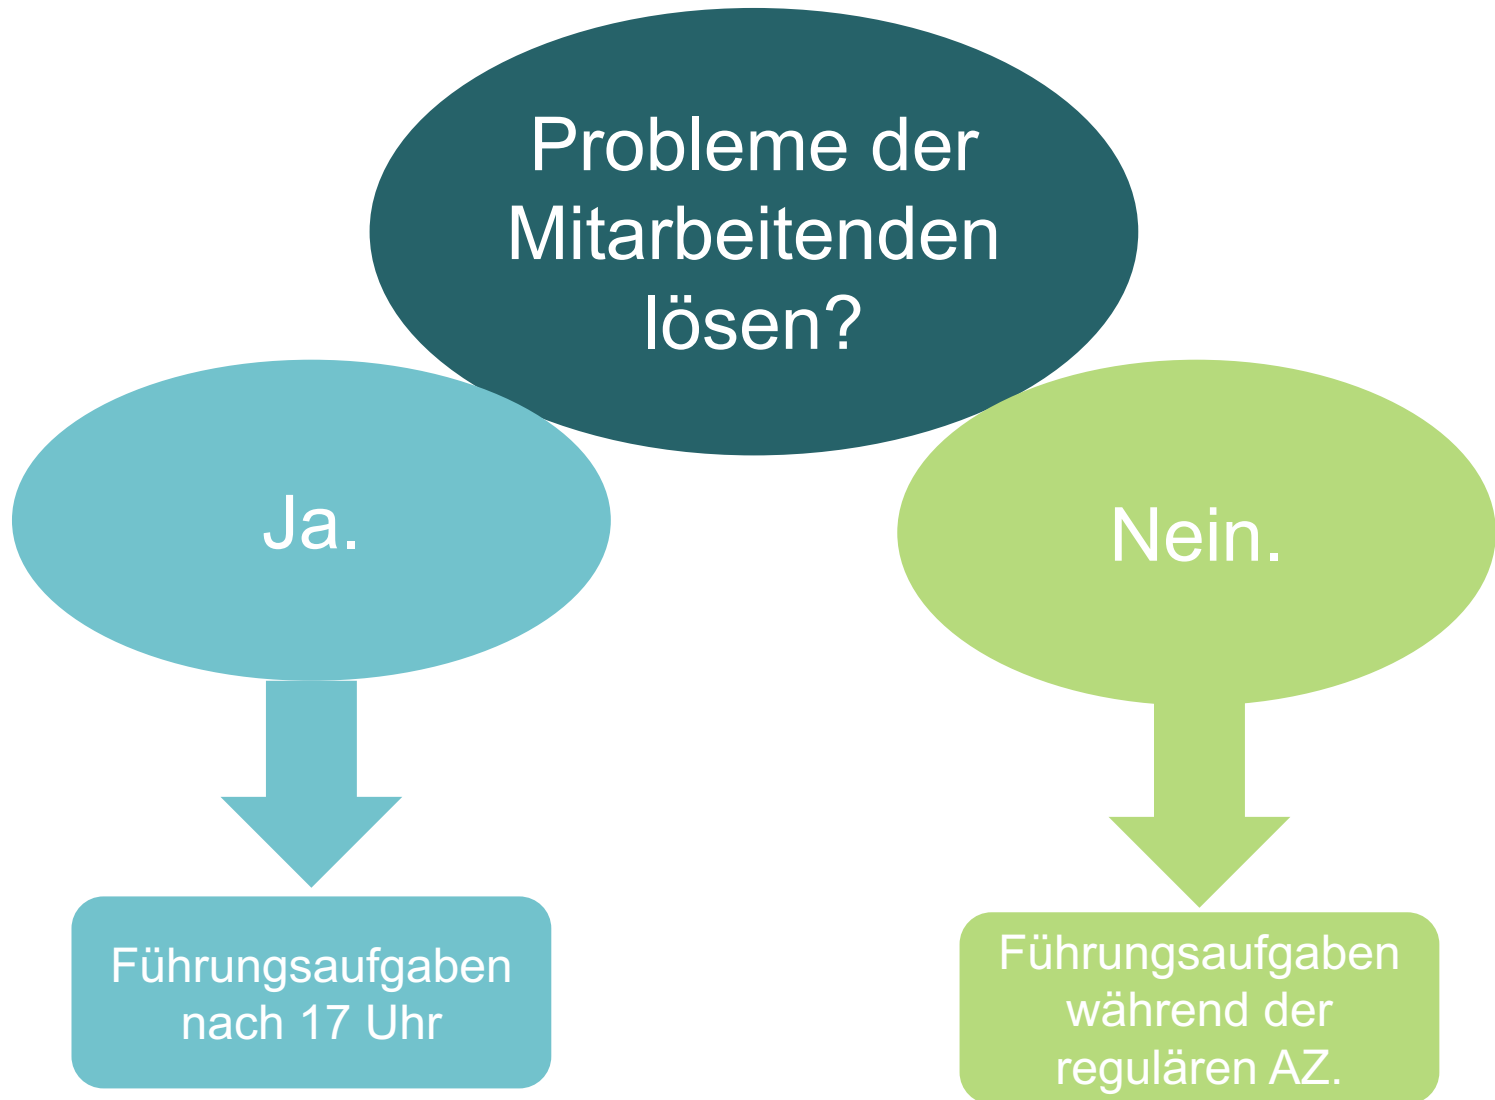 Probleme der
Mitarbeitenden
lösen?
Ja.
Nein.
Führungsaufgaben
nach 17 Uhr
Führungsaufgaben
während der
regulären AZ.